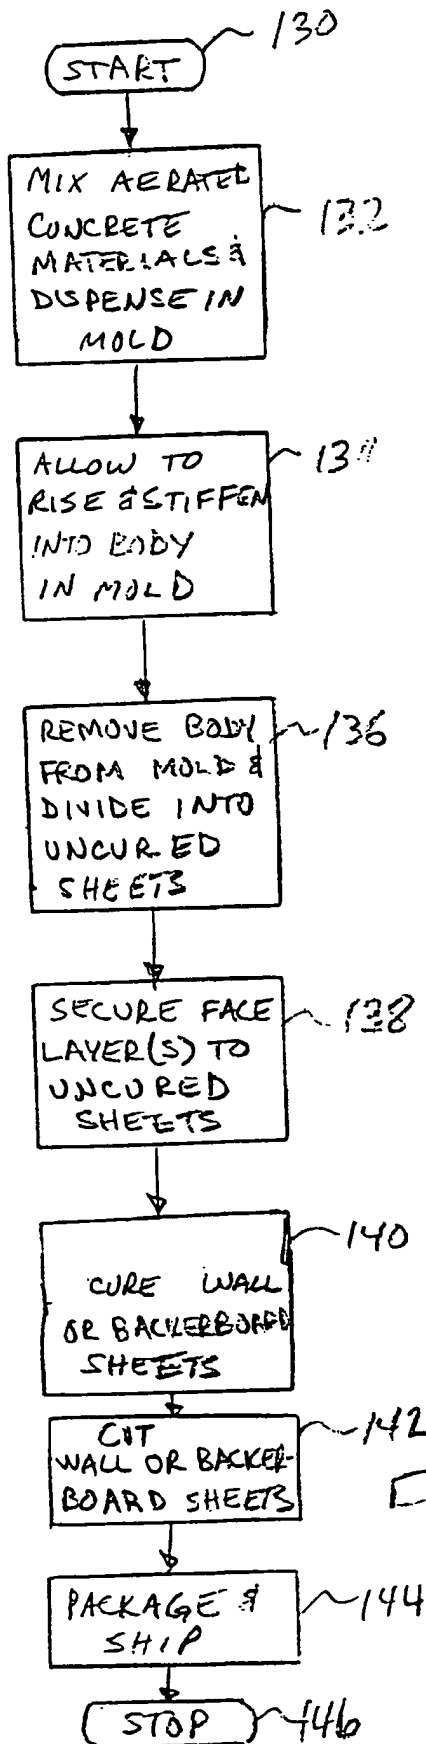 130
START
MIX AERATED
CONCRETE
MATERIALS &
DISPENSE IN
MOLD
132
ALLOW TO
RISE & STIFFEN
INTO BODY
IN MOLD
REMOVE BODY
FROM MOLD &
DIVIDE INTO
UNCURED
SHEETS
136
SECURE FACE
LAYER(S) TO
UNCURED
SHEETS
138
140
CURE WALL
OR BACKERBOARD
SHEETS
CUT
WALL OR BACKER-
BOARD SHEETS
142
PACKAGE &
SHIP
144
STOP
146